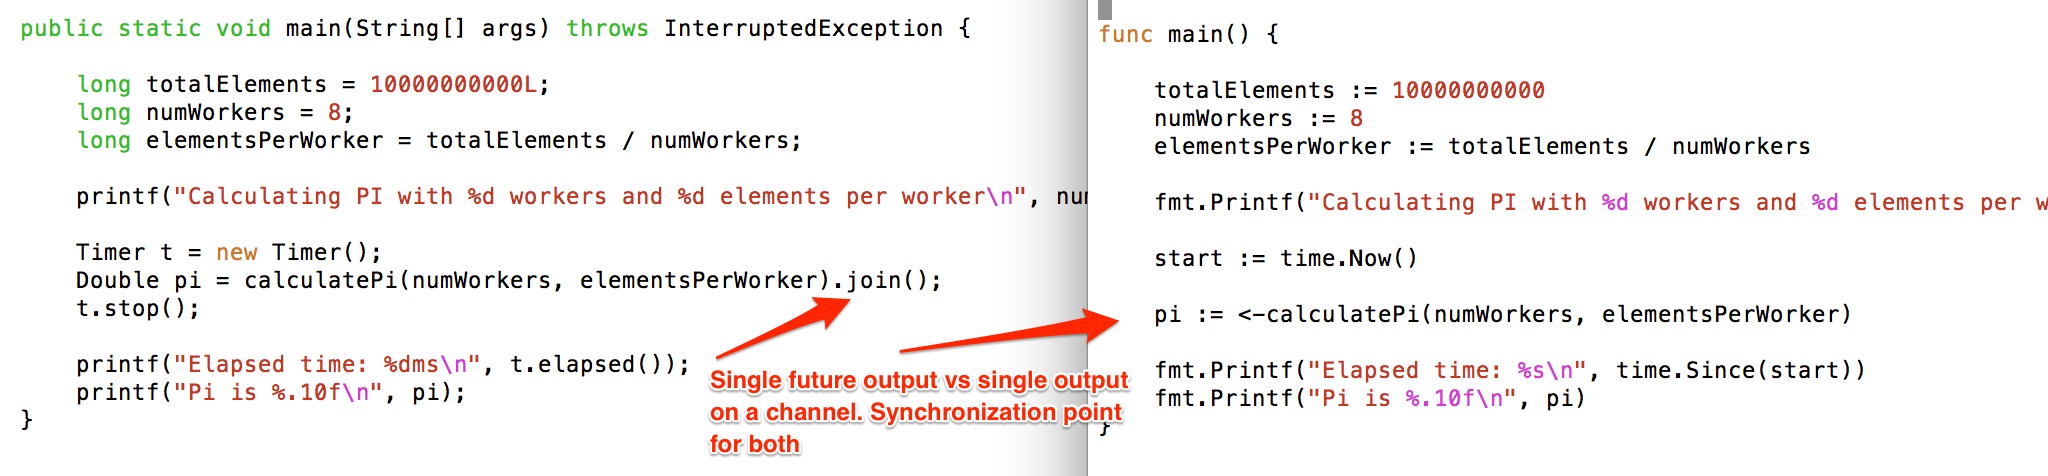 public static void main(String[] args) throws InterruptedException {
long totalElements = 10000000000L;
long numWorkers = 8;
long elementsPerWorker = totalElements / numWorkers;
printf("Calculating PI with %d workers and %d elements per worker\n", num
Timer t = new Timer();
Double pi = calculatePi(numWorkers, elementsPerWorker).join();
t.stop();
printf("Elapsed time: %dms\n", t.elapsed());
printf("Pi is %.10f\n", pi);
}
Single future output vs single output
on a channel. Synchronization point
for both
func main() {
totalElements := 10000000000
numWorkers := 8
elementsPerWorker := totalElements / numWorkers
fmt.Printf("Calculating PI with %d workers and %d elements per w
start := time.Now()
pi := <-calculatePi(numWorkers, elementsPerWorker)
fmt.Printf("Elapsed time: %s\n", time.Since(start))
fmt.Printf("Pi is %.10f\n", pi)
}